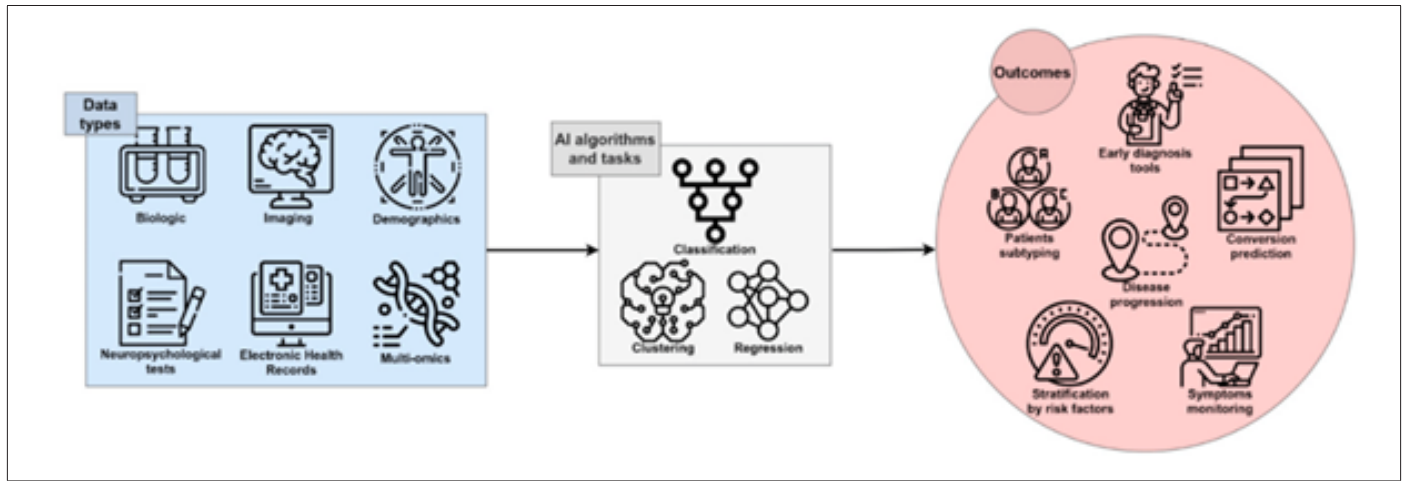 Data
types
Biologic
Imaging
Demographics
Neuropsychological
tests
Electronic Health
Records
Multi-omics
AI algorithms
and tasks
Classification
Clustering
Regression
Outcomes
Early diagnosis
tools
A
B
C
Patients
subtyping
Conversion
prediction
Disease
progression
Stratification
by risk factors
Symptoms
monitoring